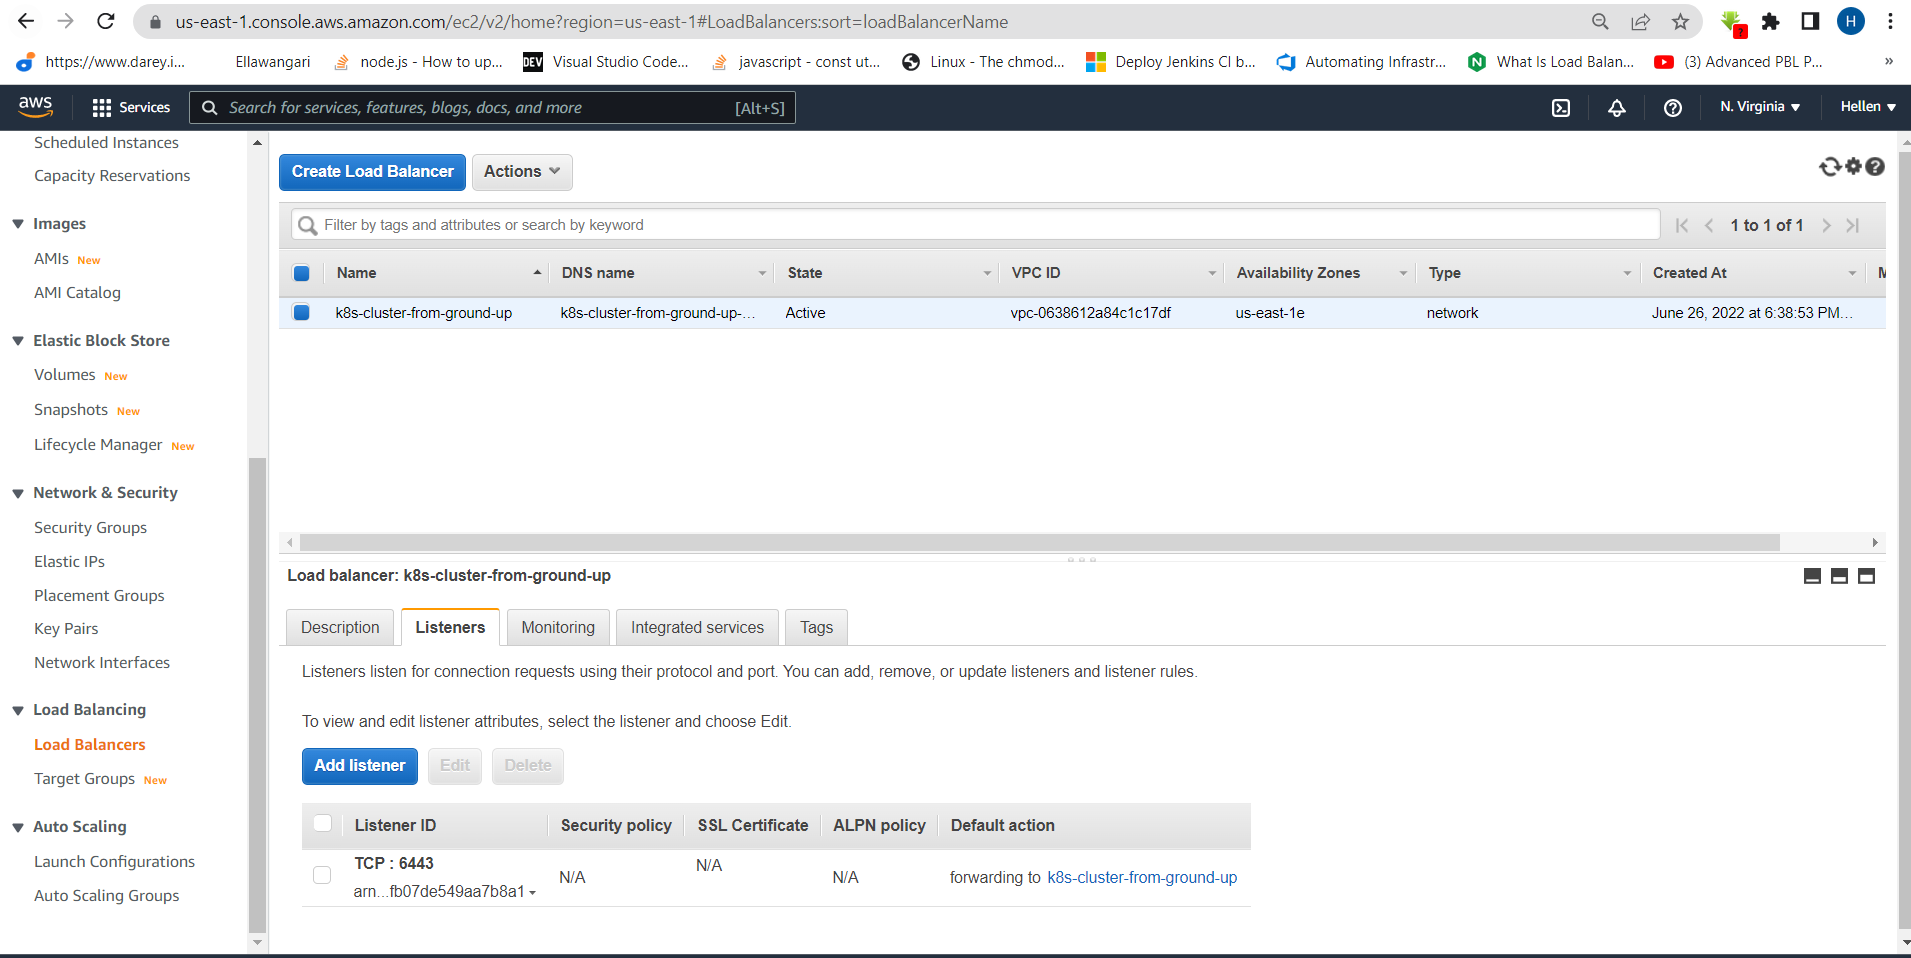 us-east-1.console.aws.amazon.com/ec2/v2/home?region=us-east-1#LoadBalancers:sort=loadBalancerName
?
H
https://www.darey.i... Ellawangari node.js - How to up... DEV Visual Studio Code... javascript - const ut... Linux - The chmod... Deploy Jenkins CI b... Automating Infrastr... N What Is Load Balan... (3) Advanced PBL P... »
aws Services Search for services, features, blogs, docs, and more [Alt+S] N. Virginia Hellen
Scheduled Instances
Capacity Reservations
Images
AMIs New
AMI Catalog
Elastic Block Store
Volumes New
Snapshots New
Lifecycle Manager New
Network & Security
Security Groups
Elastic IPs
Placement Groups
Key Pairs
Network Interfaces
Load Balancing
Load Balancers
Target Groups New
Auto Scaling
Launch Configurations
Auto Scaling Groups
Create Load Balancer Actions
Filter by tags and attributes or search by keyword 1 to 1 of 1
Name DNS name State VPC ID Availability Zones Type Created At
k8s-cluster-from-ground-up k8s-cluster-from-ground-up-... Active vpc-0638612a84c1c17df us-east-1e network June 26, 2022 at 6:38:53 PM...
Load balancer: k8s-cluster-from-ground-up
Description Listeners Monitoring Integrated services Tags
Listeners listen for connection requests using their protocol and port. You can add, remove, or update listeners and listener rules.
To view and edit listener attributes, select the listener and choose Edit.
Add listener Edit Delete
Listener ID Security policy SSL Certificate ALPN policy Default action
TCP : 6443
arn...fb07de549aa7b8a1 N/A N/A N/A forwarding to k8s-cluster-from-ground-up